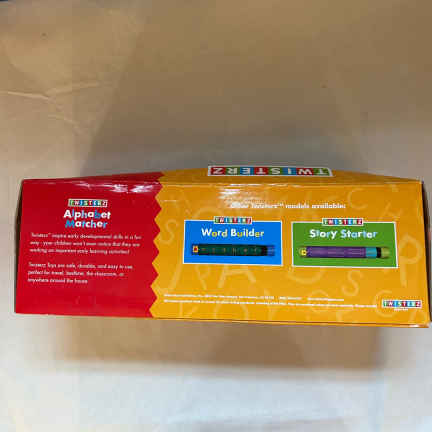 TWISTERZ
TWISTERZ
Alphabet
Matcher
Twisterz™ inspire early developmental skills in a fun
way - your children won't even notice that they are
working on important early learning activities!
Twisterz Toys are safe, durable, and easy to use,
perfect for travel, bedtime, the classroom, or
anywhere around the house.
Other Twisterz™ models available:
TWISTERZ
Word Builder
TWISTERZ
Story Starter
TWISTERZ